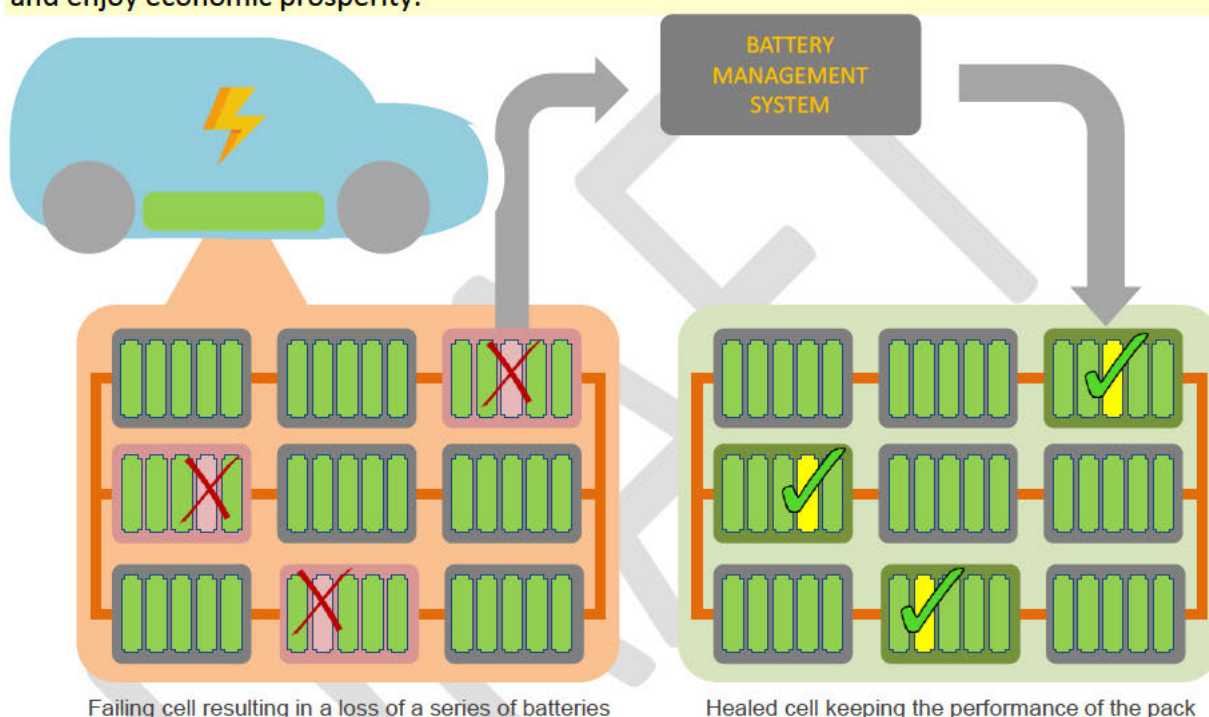 and enjoy economic prosperity.
BATTERY
MANAGEMENT
SYSTEM
Failing cell resulting in a loss of a series of batteries
Healed cell keeping the performance of the pack